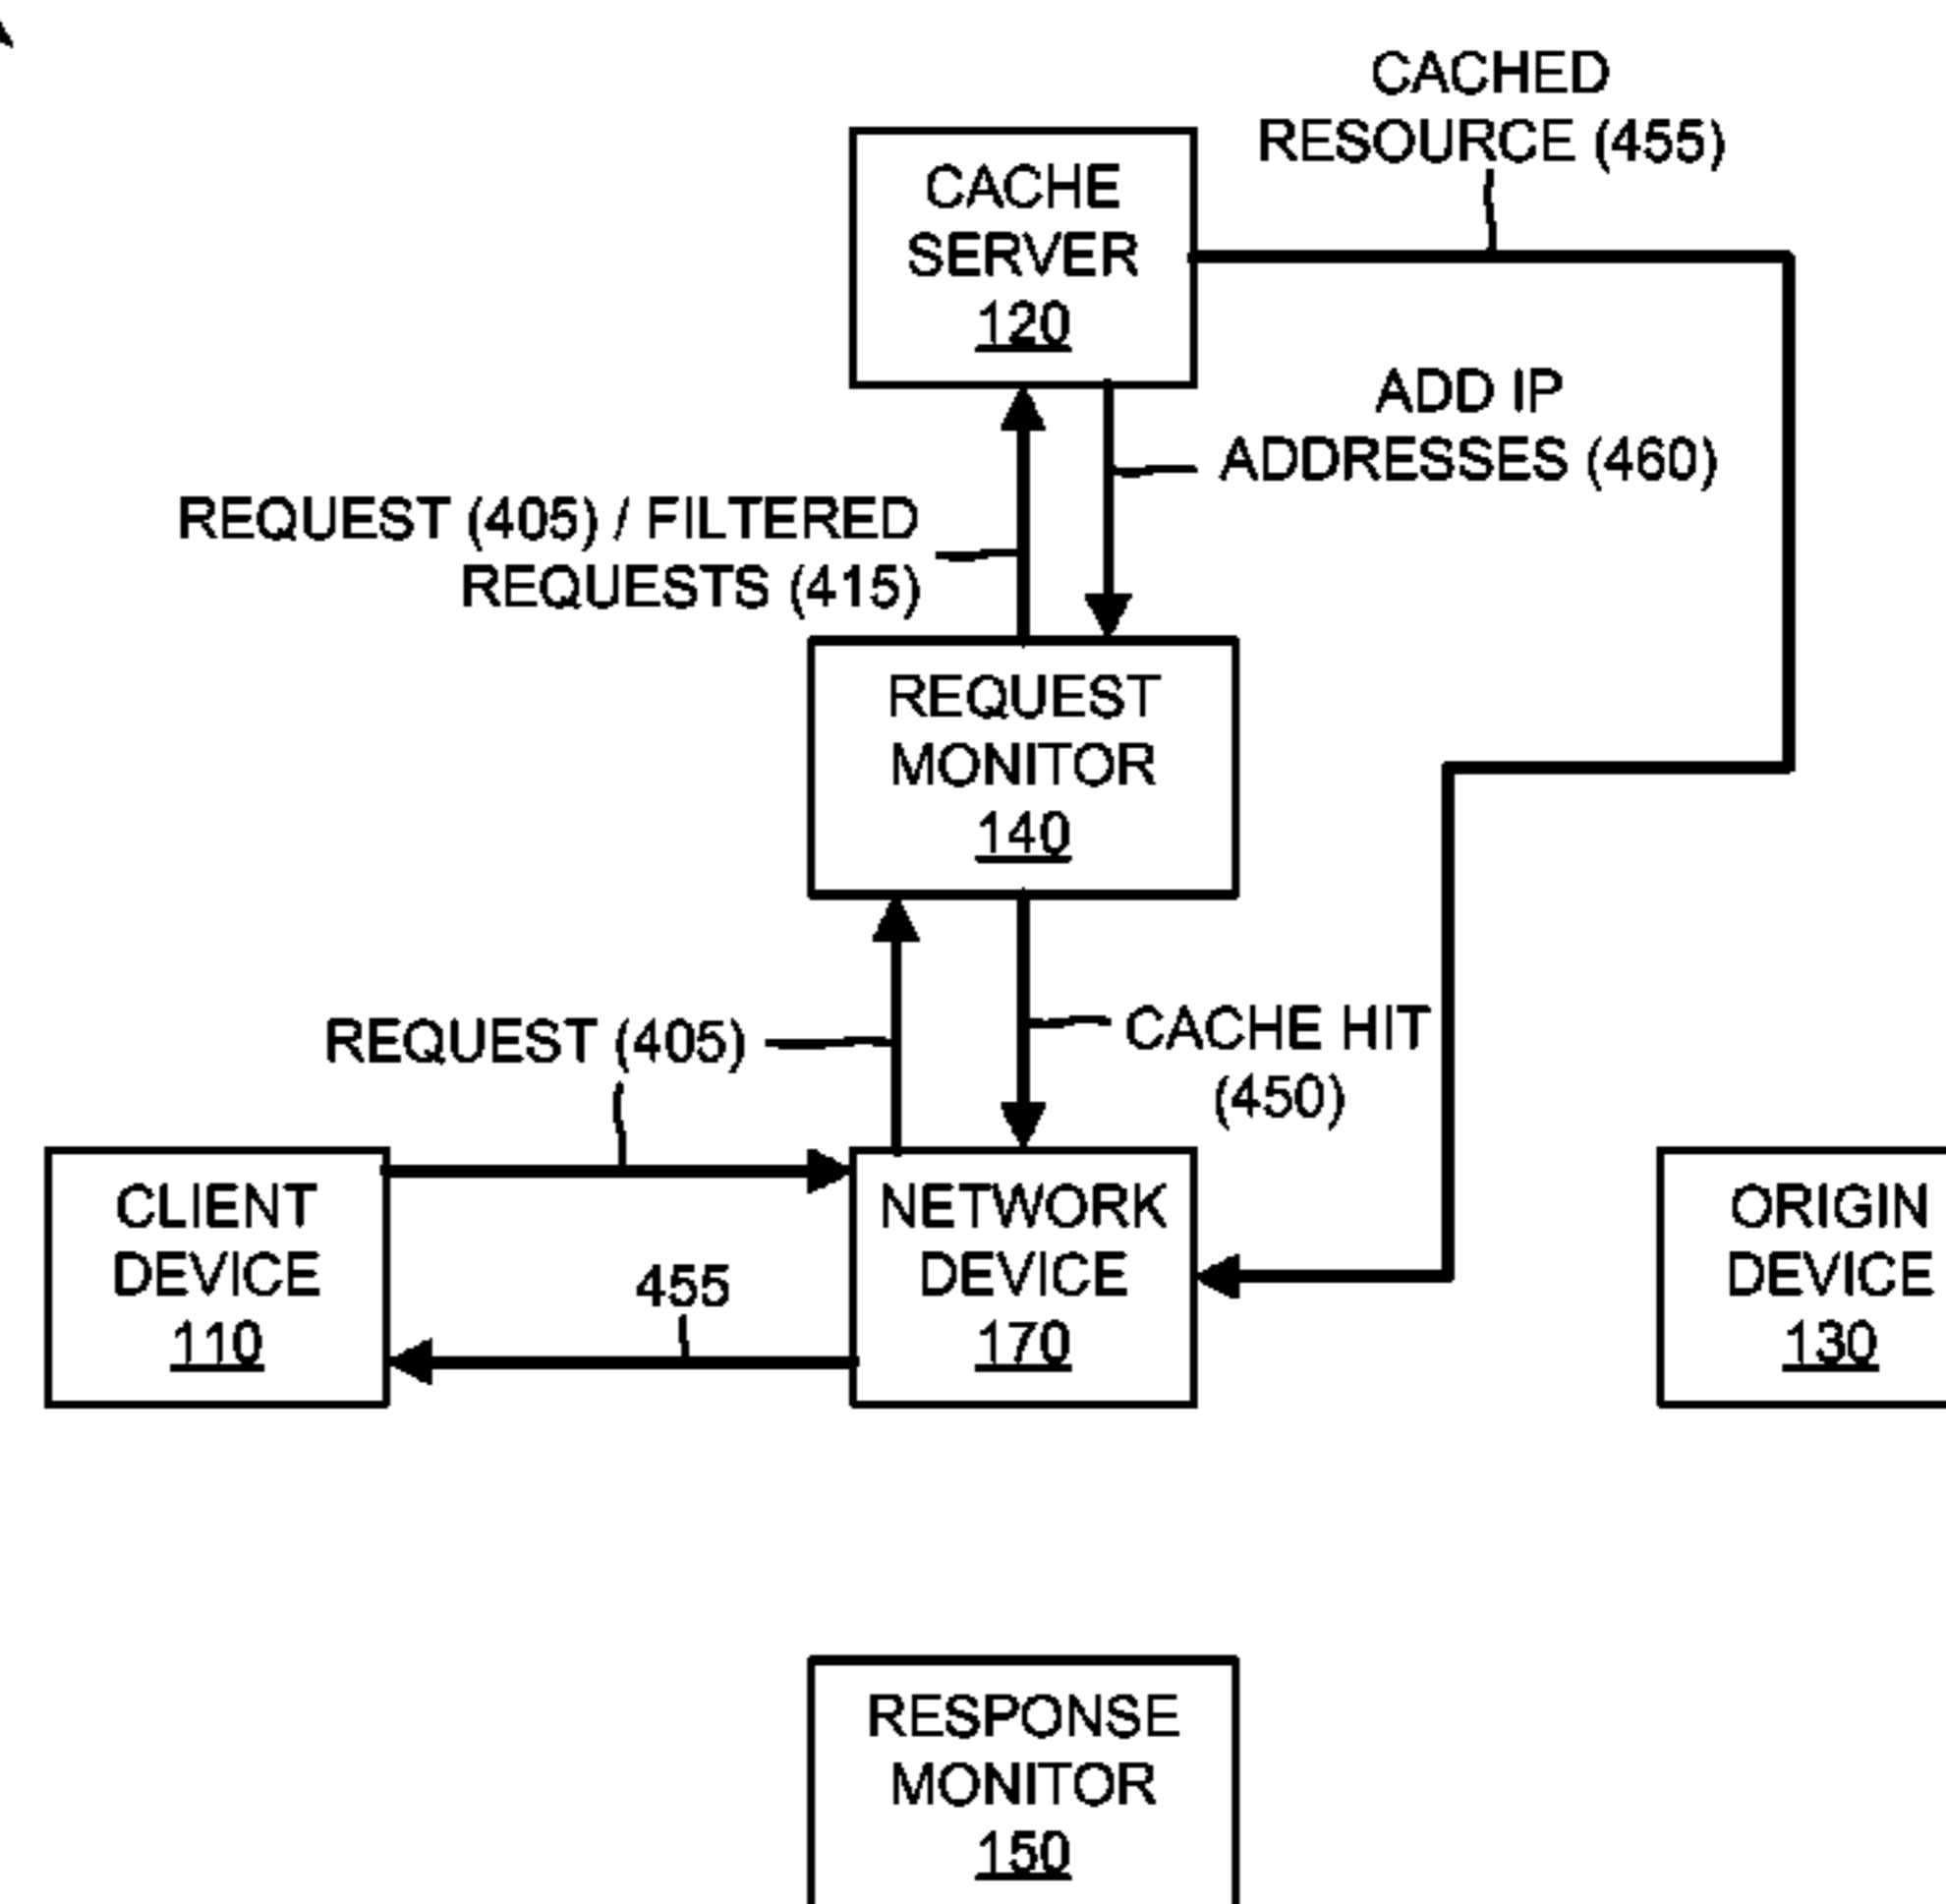 CACHED
RESOURCE (455)
CACHE
SERVER
120
ADD IP
ADDRESSES (460)
REQUEST (405) / FILTERED
REQUESTS (415)
REQUEST
MONITOR
140
REQUEST (405)
CACHE HIT
(450)
CLIENT
DEVICE
110
455
NETWORK
DEVICE
170
ORIGIN
DEVICE
130
RESPONSE
MONITOR
150